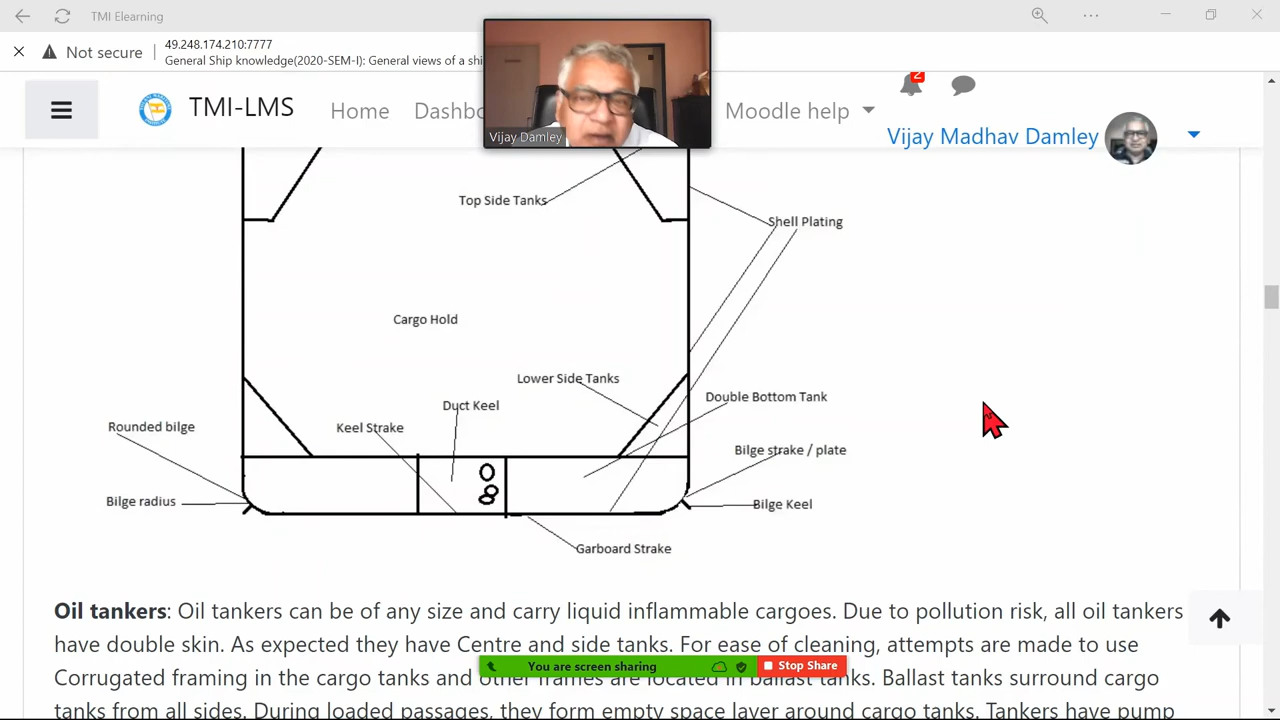 TMI Elearning
Not secure
49.248.174.210:7777
General Ship knowledge(2020-SEM-I): General views of a shi
TMI-LMS
Home
Dashbo
Moodle help
2
Vijay Madhav Damley
Vijay Damley
Top Side Tanks
Shell Plating
Cargo Hold
Lower Side Tanks
Double Bottom Tank
Duct Keel
Keel Strake
Rounded bilge
Bilge strake / plate
Bilge radius
Bilge Keel
Garboard Strake
Oil tankers: Oil tankers can be of any size and carry liquid inflammable cargoes. Due to pollution risk, all oil tankers
have double skin. As expected they have Centre and side tanks. For ease of cleaning, attempts are made to use
You are screen sharing
Stop Share
Corrugated framing in the cargo tanks and other frames are located in ballast tanks. Ballast tanks surround cargo
tanks from all sides. During loaded passages, they form empty space layer around cargo tanks. Tankers have pump